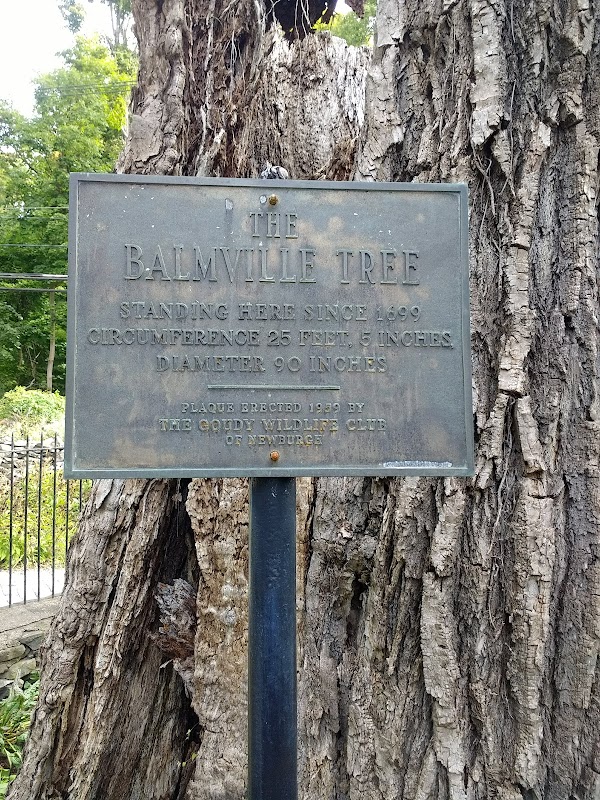 THE
BALMVILLE TREE
STANDING HERE SINCE 1699
CIRCUMFERENCE 25 FEET, 5 INCHES,
DIAMETER 90 INCHES
PLAQUE ERECTED 1959 BY
THE GOUDY WILDLIFE CLUB
OF NEWBURGH